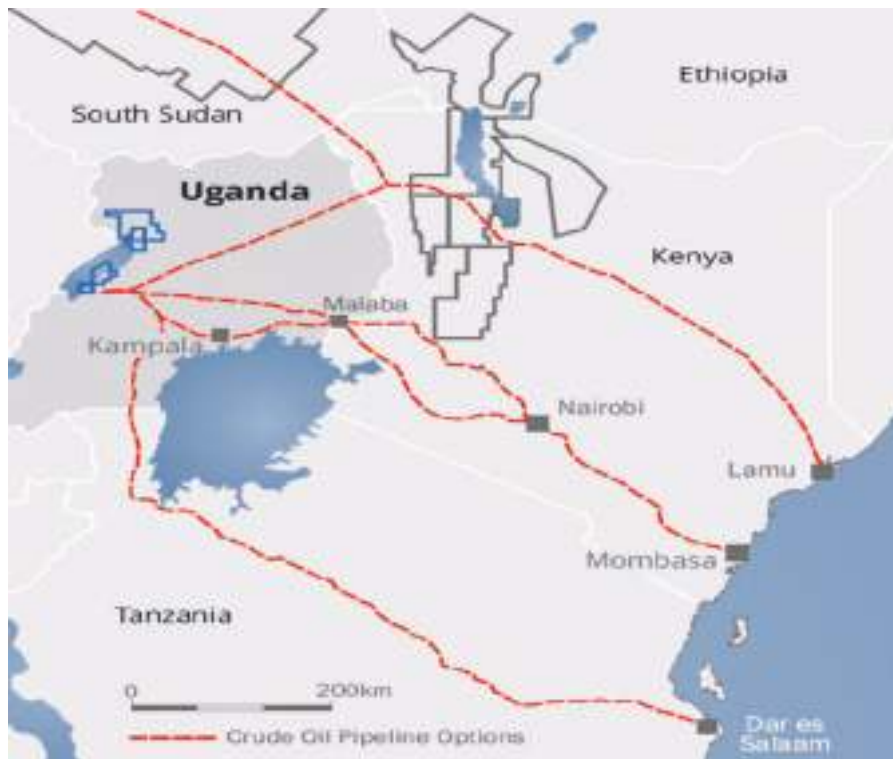 Ethiopia
South Sudan
Uganda
Kenya
Malaba
Kampala
Nairobi
Lamu
Mombasa
Tanzania
0 200km
Crude Oil Pipeline Options
Dar es
Salaam